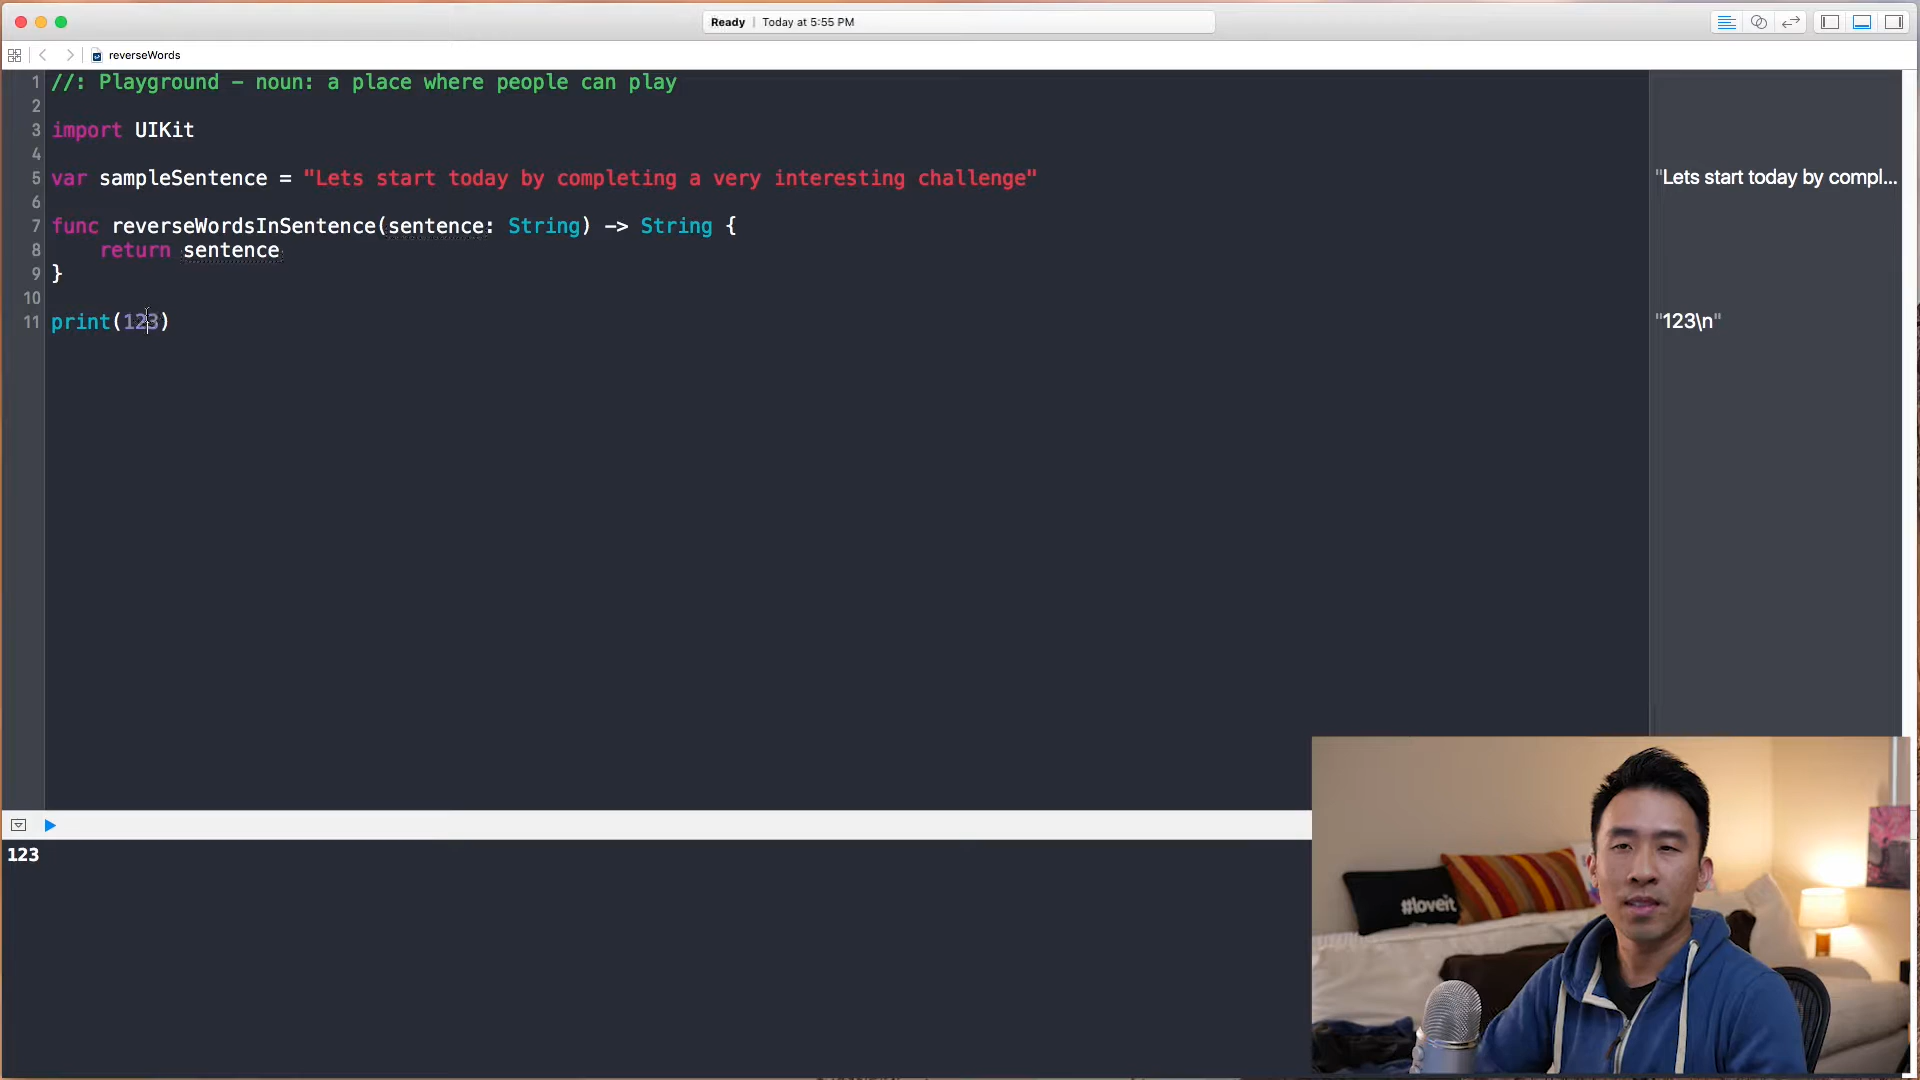 Ready | Today at 5:55 PM
reverseWords
1 //: Playground - noun: a place where people can play
2
3 import UIKit
4
5 var sampleSentence = "Lets start today by completing a very interesting challenge"
"Lets start today by compl...
6
7 func reverseWordsInSentence(sentence: String) -> String {
8 return sentence
9 }
10
11 print(123)
"123\n"
123
#loveit